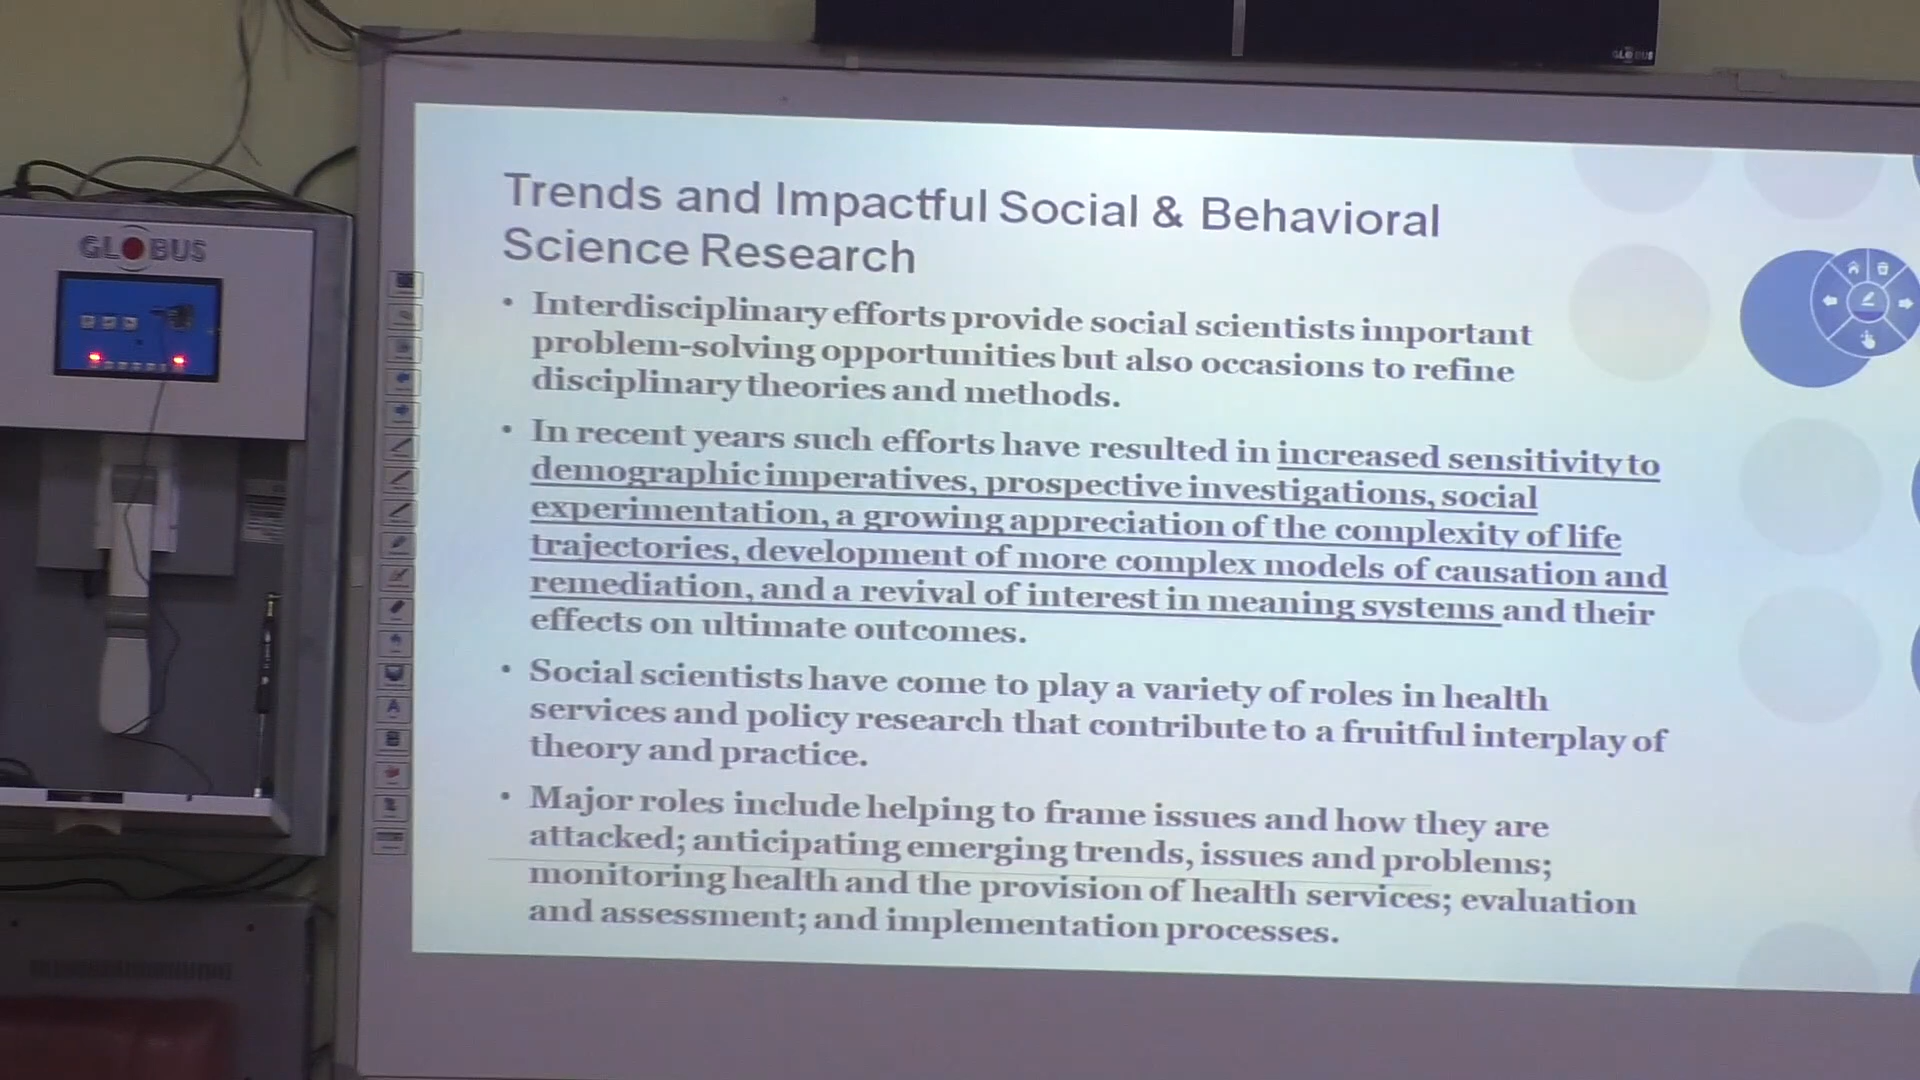 GLOBUS
GLOBUS
Trends and Impactful Social & Behavioral
Science Research
• Interdisciplinary efforts provide social scientists important
problem-solving opportunities but also occasions to refine
disciplinary theories and methods.
• In recent years such efforts have resulted in increased sensitivity to
demographic imperatives, prospective investigations, social
experimentation, a growing appreciation of the complexity of life
trajectories, development of more complex models of causation and
remediation, and a revival of interest in meaning systems and their
effects on ultimate outcomes.
• Social scientists have come to play a variety of roles in health
services and policy research that contribute to a fruitful interplay of
theory and practice.
• Major roles include helping to frame issues and how they are
attacked; anticipating emerging trends, issues and problems;
monitoring health and the provision of health services; evaluation
and assessment; and implementation processes.
A